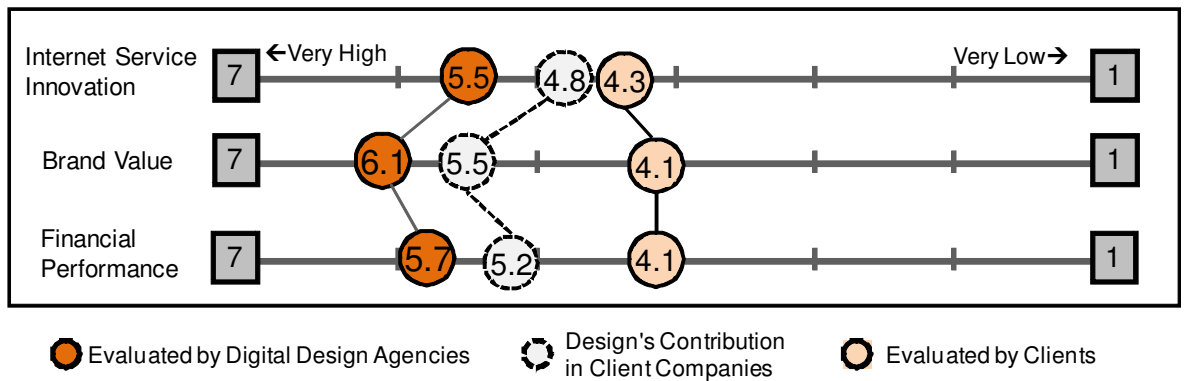 Internet Service
Innovation
7
←Very High
5.5
4.8
4.3
Very Low→
1
Brand Value
7
6.1
5.5
4.1
1
Financial
Performance
7
5.7
5.2
4.1
1
Evaluated by Digital Design Agencies
Design's Contribution
in Client Companies
Evaluated by Clients